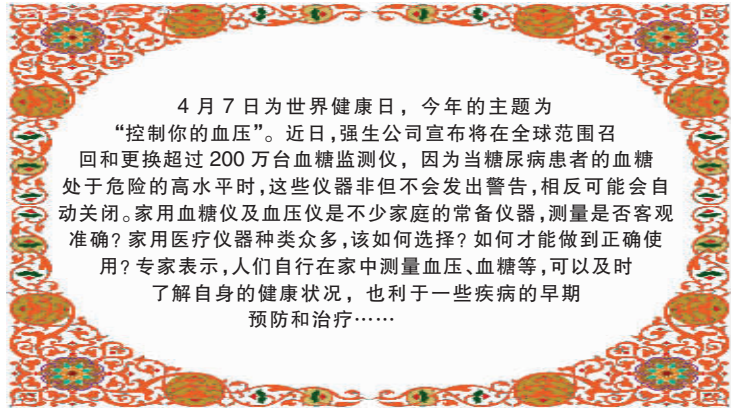 4月7日为世界健康日，今年的主题为
“控制你的血压”。近日，强生公司宣布将在全球范围召
回和更换超过200万台血糖监测仪，因为当糖尿病患者的血糖
处于危险的高水平时，这些仪器非但不会发出警告，相反可能会自
动关闭。家用血糖仪及血压仪是不少家庭的常备仪器，测量是否客观
准确？家用医疗仪器种类众多，该如何选择？如何才能做到正确使
用？专家表示，人们自行在家中测量血压、血糖等，可以及时
了解自身的健康状况，也利于一些疾病的早期
预防和治疗……